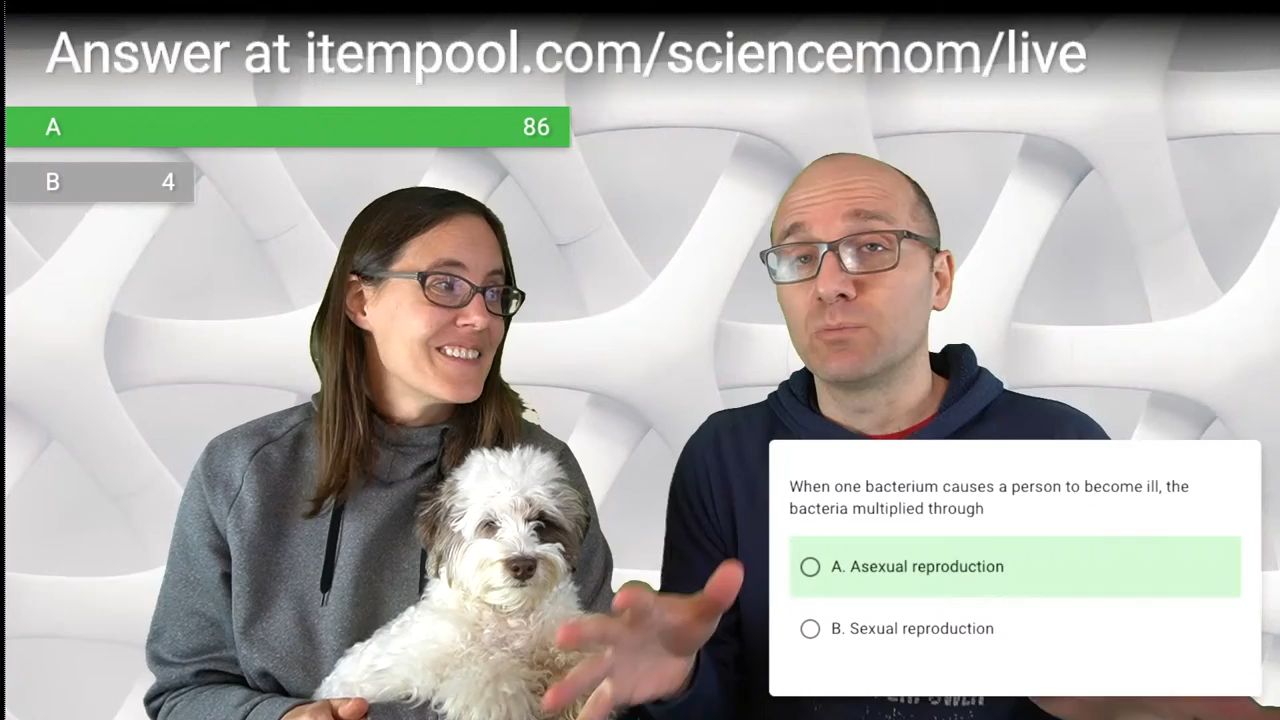 Answer at itempool.com/sciencemom/live
A 86
B 4
When one bacterium causes a person to become ill, the
bacteria multiplied through
A. Asexual reproduction
B. Sexual reproduction